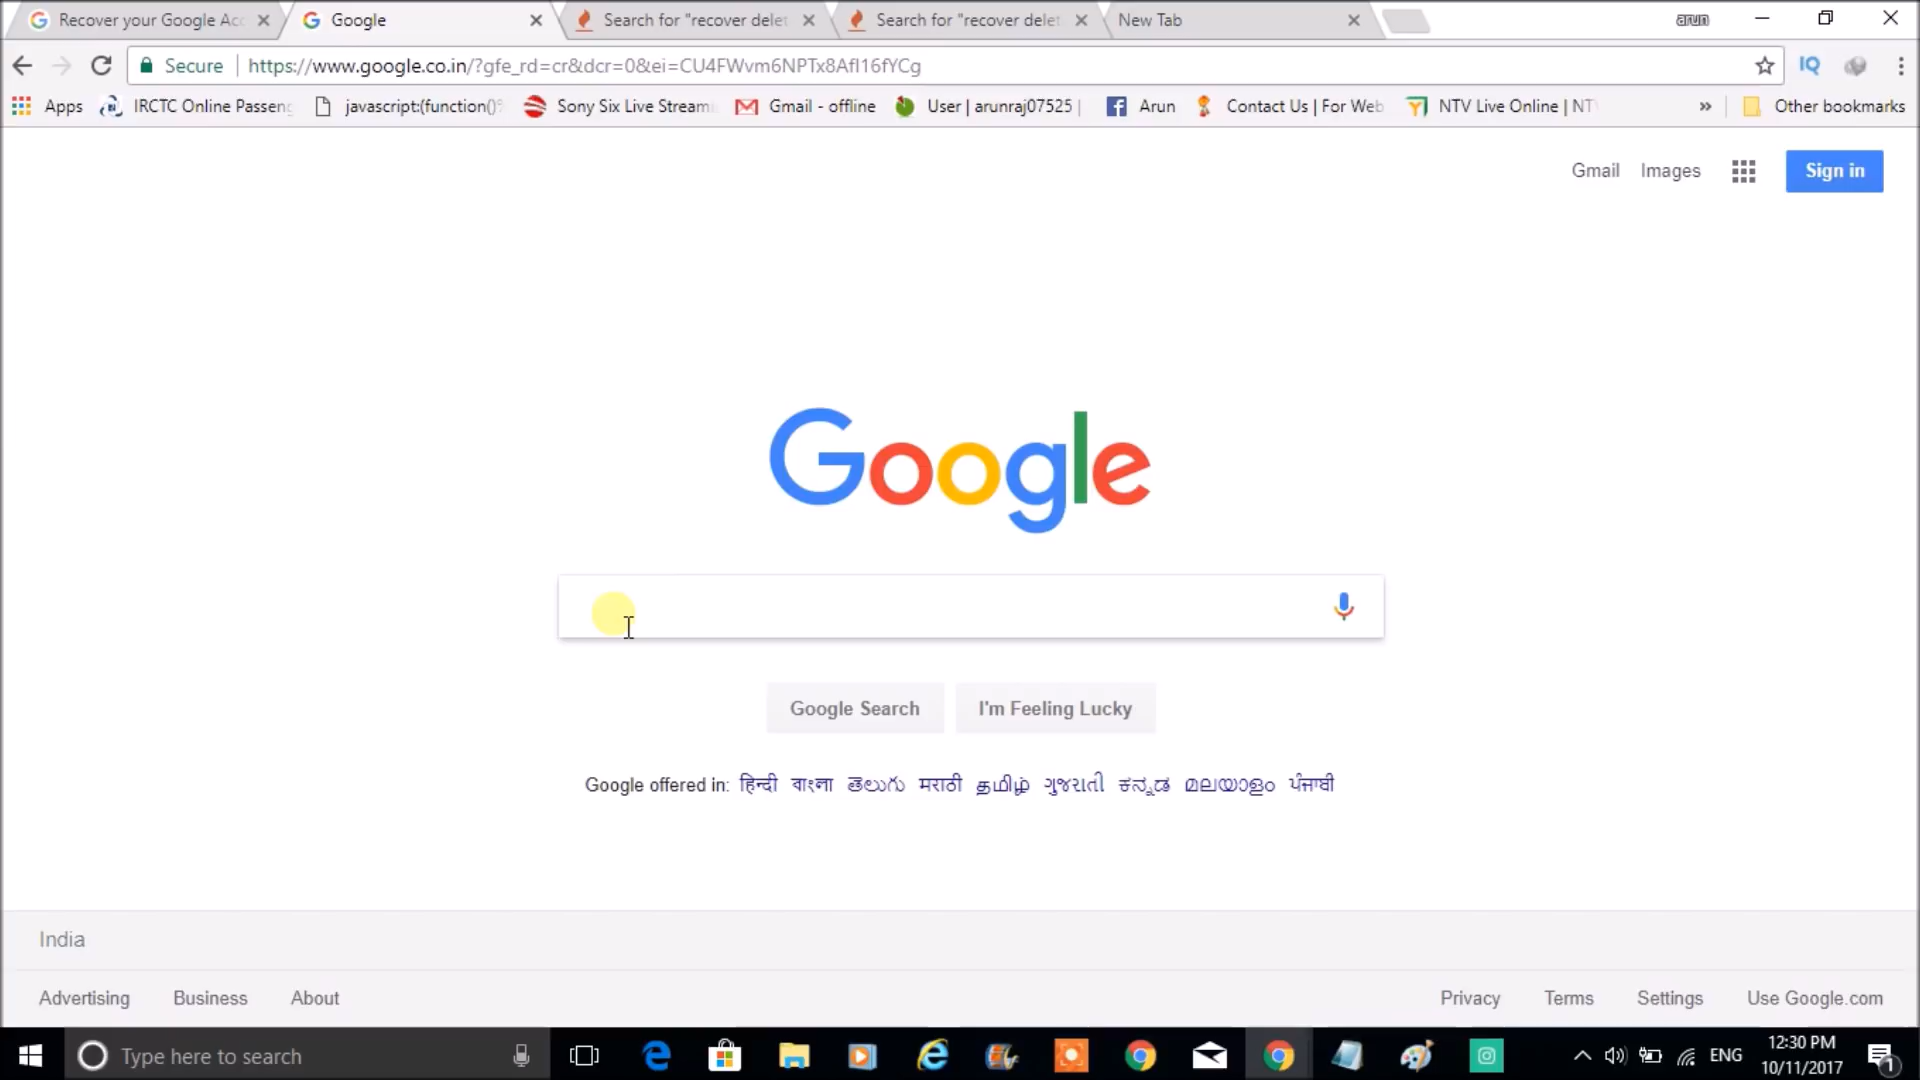 Recover your Google Acc
Google
Search for "recover delet
Search for "recover delet
New Tab
arun
Secure
https://www.google.co.in/?gfe_rd=cr&dcr=0&ei=CU4FWvm6NPTx8AfI16fYCg
IQ
Apps
IRCTC Online Passeng
javascript:(function()%
Sony Six Live Stream
Gmail - offline
User | arunraj07525 |
Arun
Contact Us | For Web
NTV Live Online | NT
»
Other bookmarks
Gmail Images Sign in
Google
Google Search I'm Feeling Lucky
Google offered in: हिन्दी বাংলা తెలుగు मराठी தமிழ் ગુજરાતી ಕನ್ನಡ മലയാളം ਪੰਜਾਬੀ
India
Advertising Business About Privacy Terms Settings Use Google.com
Type here to search
ENG
12:30 PM
10/11/2017
1